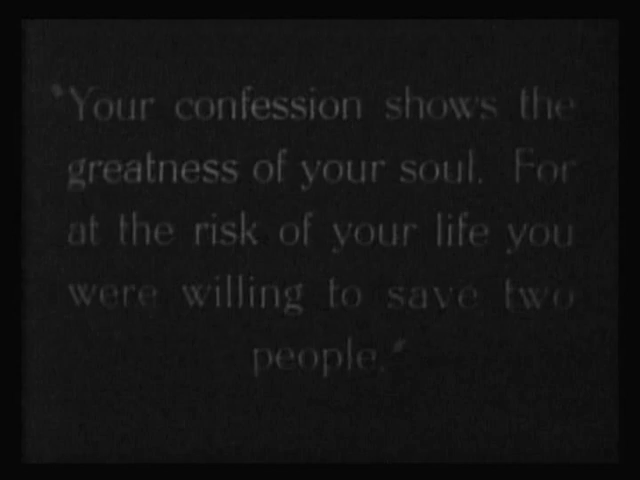 "Your confession shows the
greatness of your soul. For
at the risk of your life you
were willing to save two
people."